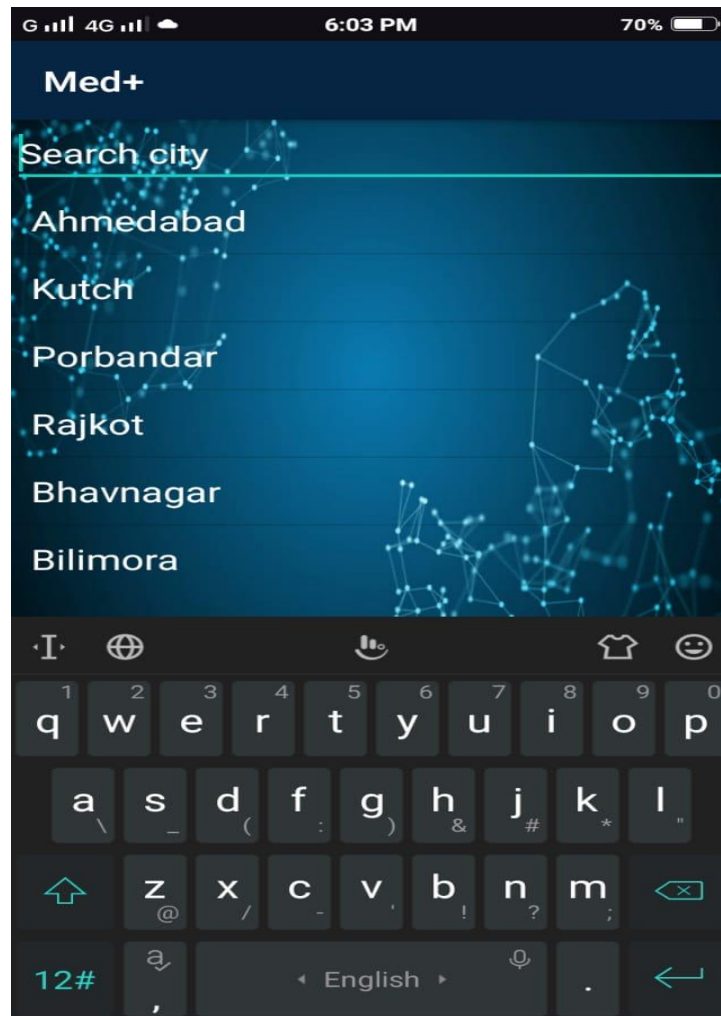 G 4G 6:03 PM 70%
Med+
Search city
Ahmedabad
Kutch
Porbandar
Rajkot
Bhavnagar
Bilimora
1 2 3 4 5 6 7 8 9 0
q w e r t y u i o p
a s d f g h j k l
\ _ ( : ) & # * "
z x c v b n m
@ / - ' ! ? ;
12# a , English .